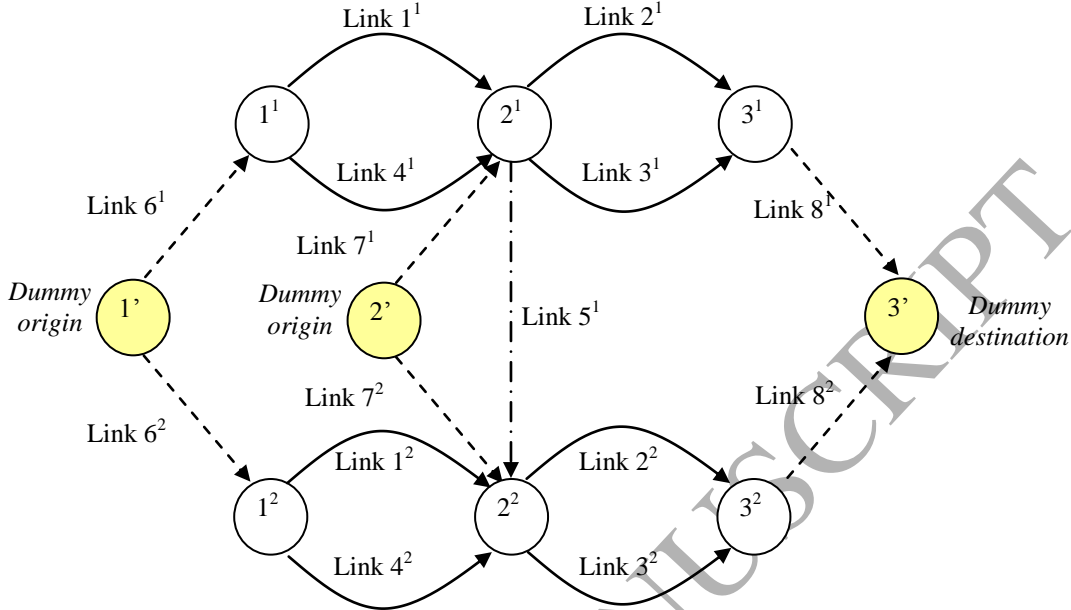 Link 1¹
Link 2¹
1¹
2¹
3¹
Link 4¹
Link 3¹
Link 6¹
Link 8¹
Link 7¹
Dummy
origin
1'
Dummy
origin
2'
Link 5¹
3'
Dummy
destination
Link 7²
Link 8²
Link 6²
Link 1²
Link 2²
1²
2²
3²
Link 4²
Link 3²